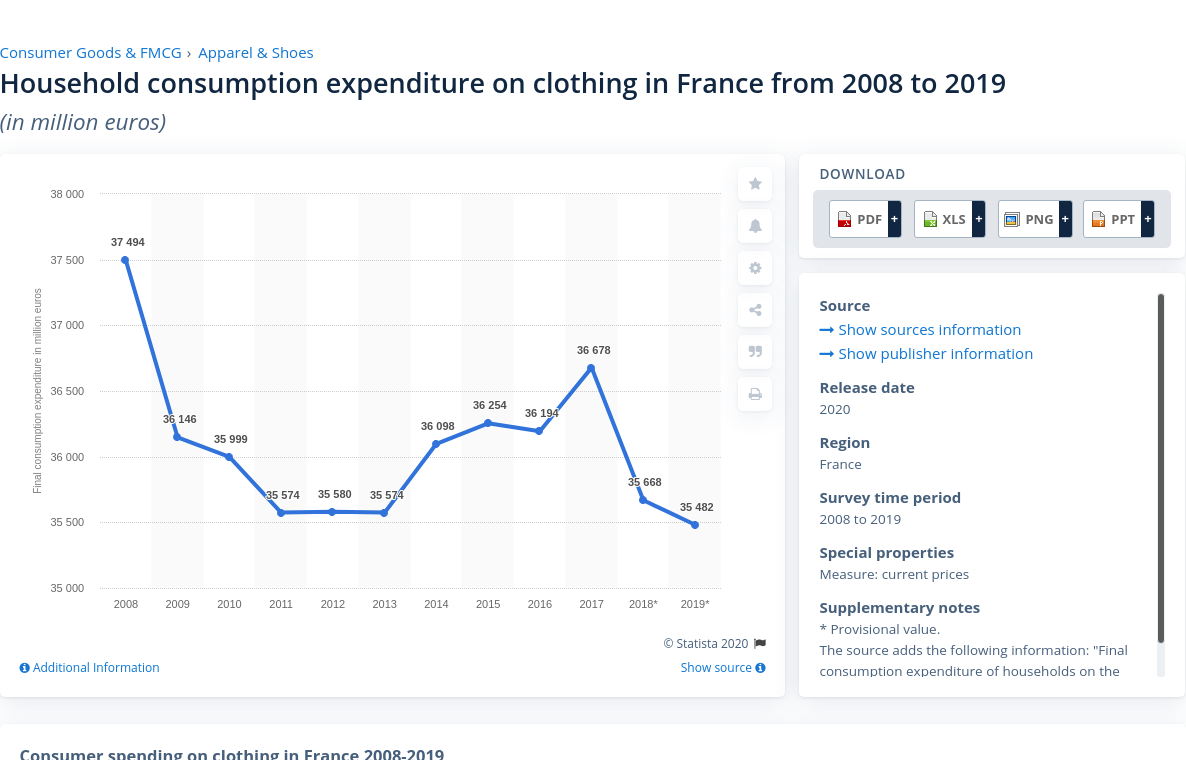 Consumer Goods & FMCG › Apparel & Shoes
Household consumption expenditure on clothing in France from 2008 to 2019
(in million euros)
Final consumption expenditure in million euros
38 000
37 500
37 000
36 500
36 000
35 500
35 000
37 494
36 146
35 999
35 574
35 580
35 574
36 098
36 254
36 194
36 678
35 668
35 482
2008 2009 2010 2011 2012 2013 2014 2015 2016 2017 2018* 2019*
© Statista 2020
Additional Information
Show source
DOWNLOAD
PDF + XLS + PNG + PPT +
Source
Show sources information
Show publisher information
Release date
2020
Region
France
Survey time period
2008 to 2019
Special properties
Measure: current prices
Supplementary notes
* Provisional value.
The source adds the following information: "Final
consumption expenditure of households on the
Consumer spending on clothing in France 2008-2019